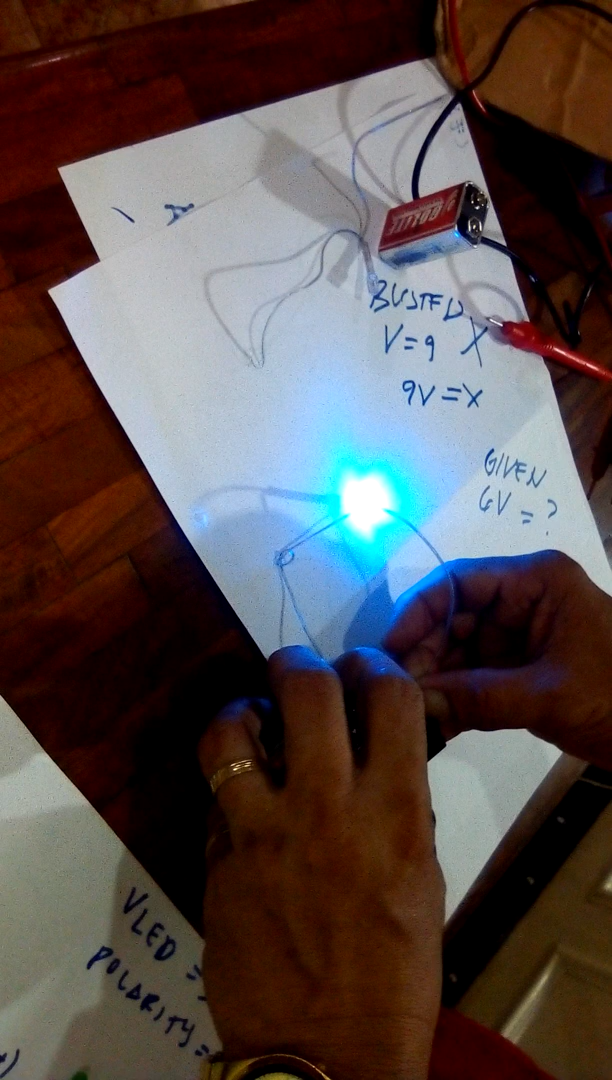 BUSTED
V=9 X
9V=X
GIVEN
6V = ?
VLED =
POLARITY=